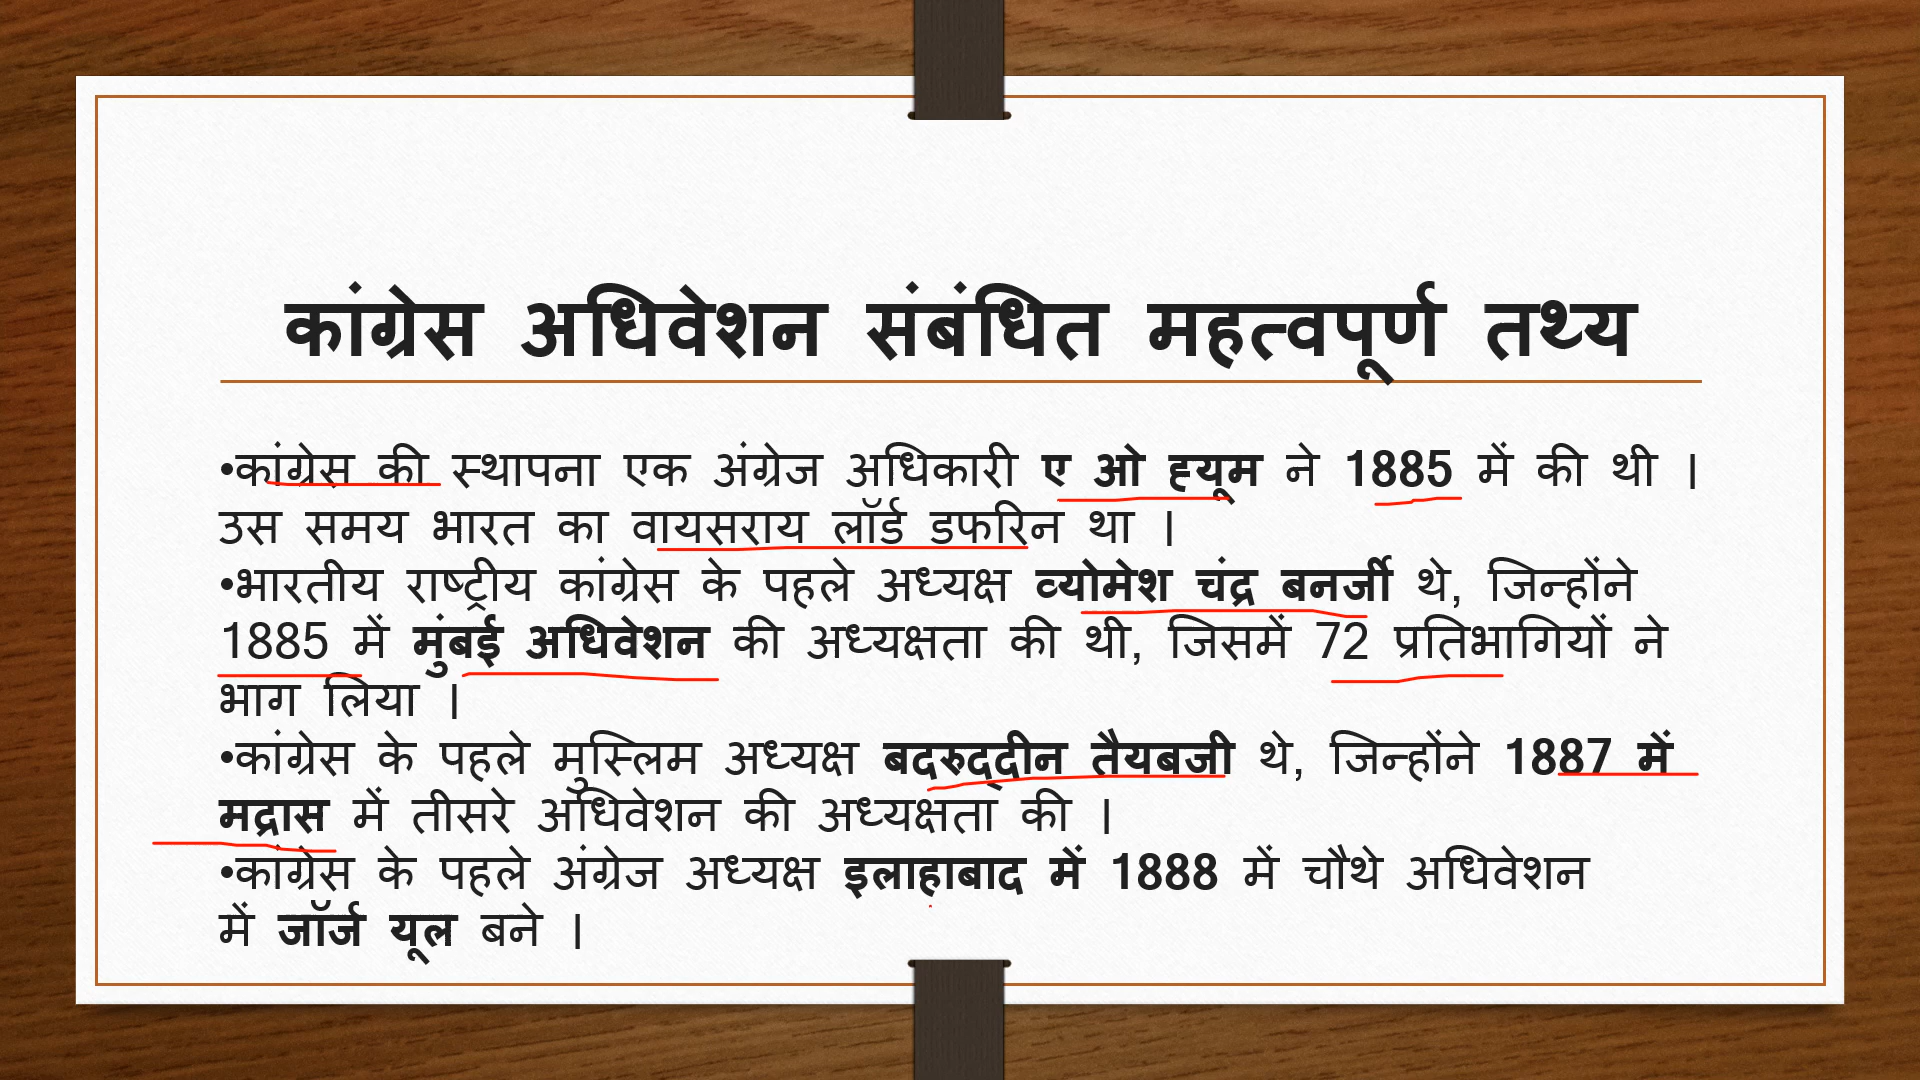 कांग्रेस अधिवेशन संबंधित महत्वपूर्ण तथ्य
•कांग्रेस की स्थापना एक अंग्रेज अधिकारी ए ओ ह्यूम ने 1885 में की थी ।
उस समय भारत का वायसराय लॉर्ड डफरिन था ।
•भारतीय राष्ट्रीय कांग्रेस के पहले अध्यक्ष व्योमेश चंद्र बनर्जी थे, जिन्होंने
1885 में मुंबई अधिवेशन की अध्यक्षता की थी, जिसमें 72 प्रतिभागियों ने
भाग लिया ।
•कांग्रेस के पहले मुस्लिम अध्यक्ष बदरुद्दीन तैयबजी थे, जिन्होंने 1887 में
मद्रास में तीसरे अधिवेशन की अध्यक्षता की ।
•कांग्रेस के पहले अंग्रेज अध्यक्ष इलाहाबाद में 1888 में चौथे अधिवेशन
में जॉर्ज यूल बने ।